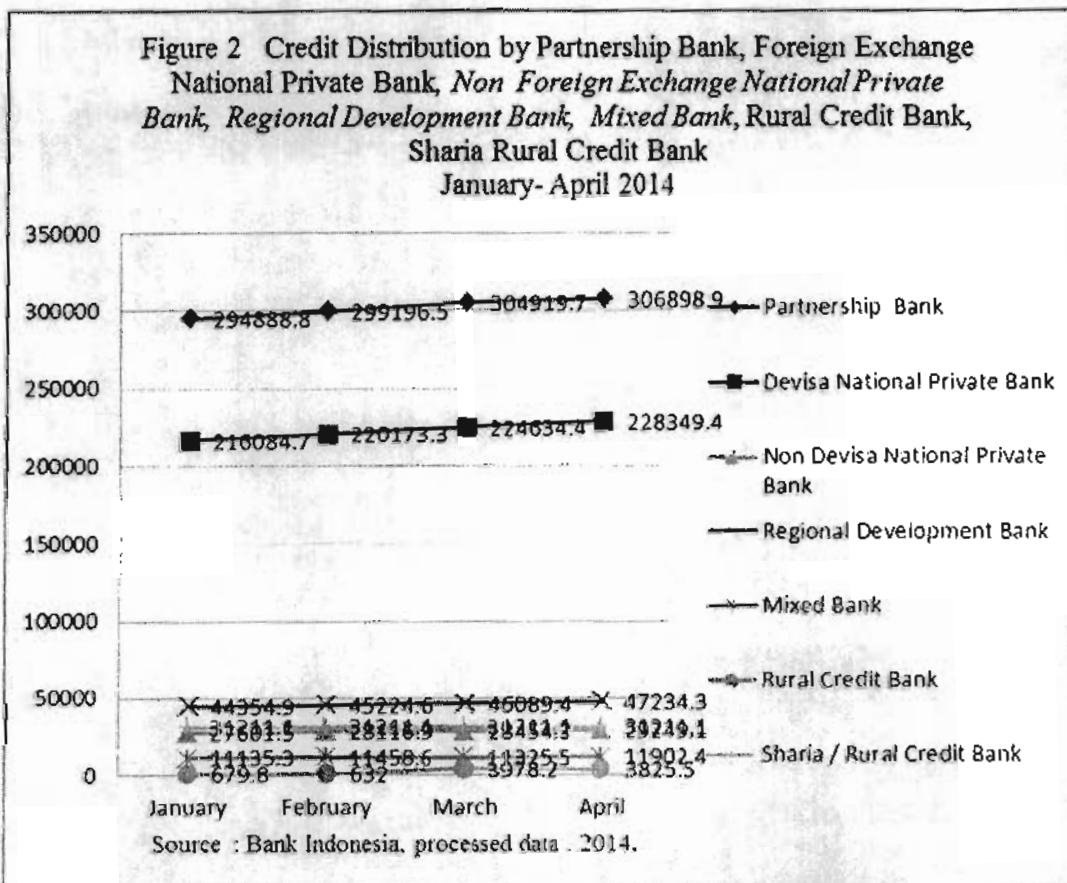 Figure 2 Credit Distribution by Partnership Bank, Foreign Exchange
National Private Bank, Non Foreign Exchange National Private
Bank, Regional Development Bank, Mixed Bank, Rural Credit Bank,
Sharia Rural Credit Bank
January- April 2014
350000
300000
250000
200000
150000
100000
50000
0
294888.8 299196.5 304919.7 306898.9
216084.7 220173.3 224634.4 228349.4
44354.9 45224.6 46089.4 47234.3
27601.5 28116.9 28454.3 29249.1
11135.3 11458.6 11325.5 11902.4
679.8 632 3978.2 3825.5
January February March April
Partnership Bank
Devisa National Private Bank
Non Devisa National Private
Bank
Regional Development Bank
Mixed Bank
Rural Credit Bank
Sharia / Rural Credit Bank
Source : Bank Indonesia, processed data . 2014.